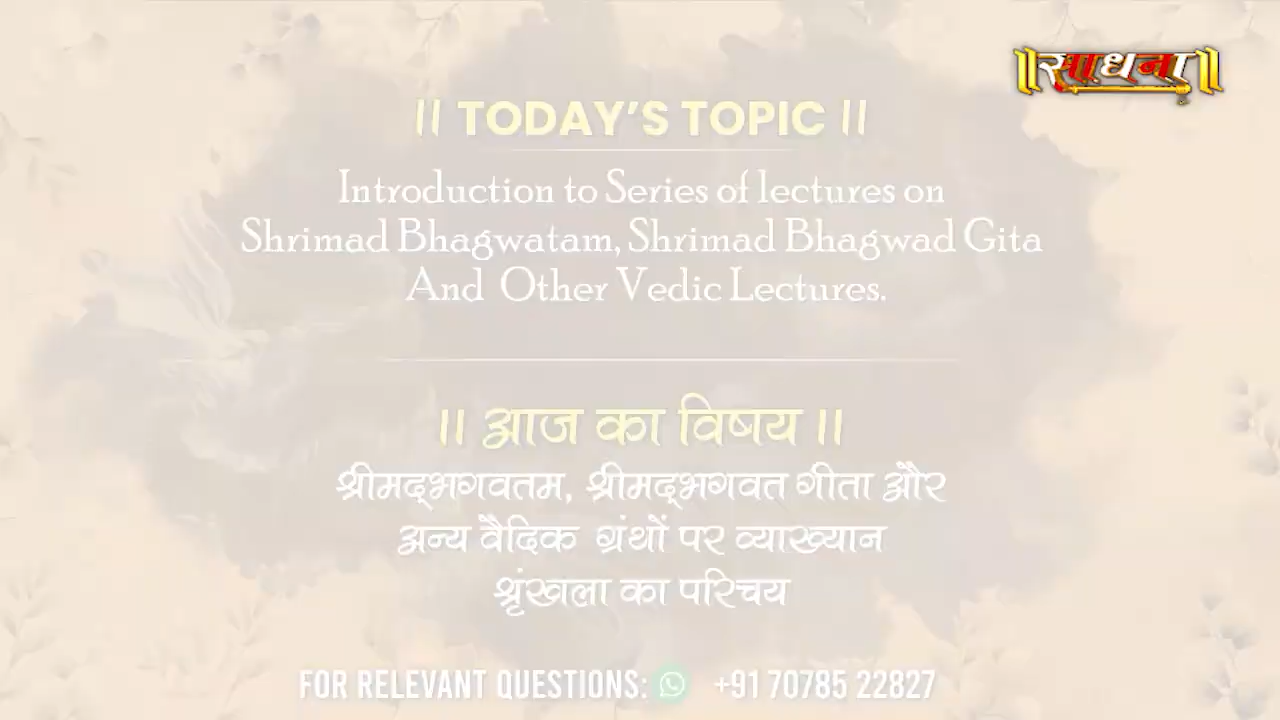 ॥साधना॥
॥ TODAY'S TOPIC ॥
Introduction to Series of lectures on
Shrimad Bhagwatam, Shrimad Bhagwad Gita
And Other Vedic Lectures.
॥ आज का विषय ॥
श्रीमद्भगवतम, श्रीमद्भगवत गीता और
अन्य वैदिक ग्रंथों पर व्याख्यान
श्रृंखला का परिचय
FOR RELEVANT QUESTIONS: +91 70785 22827